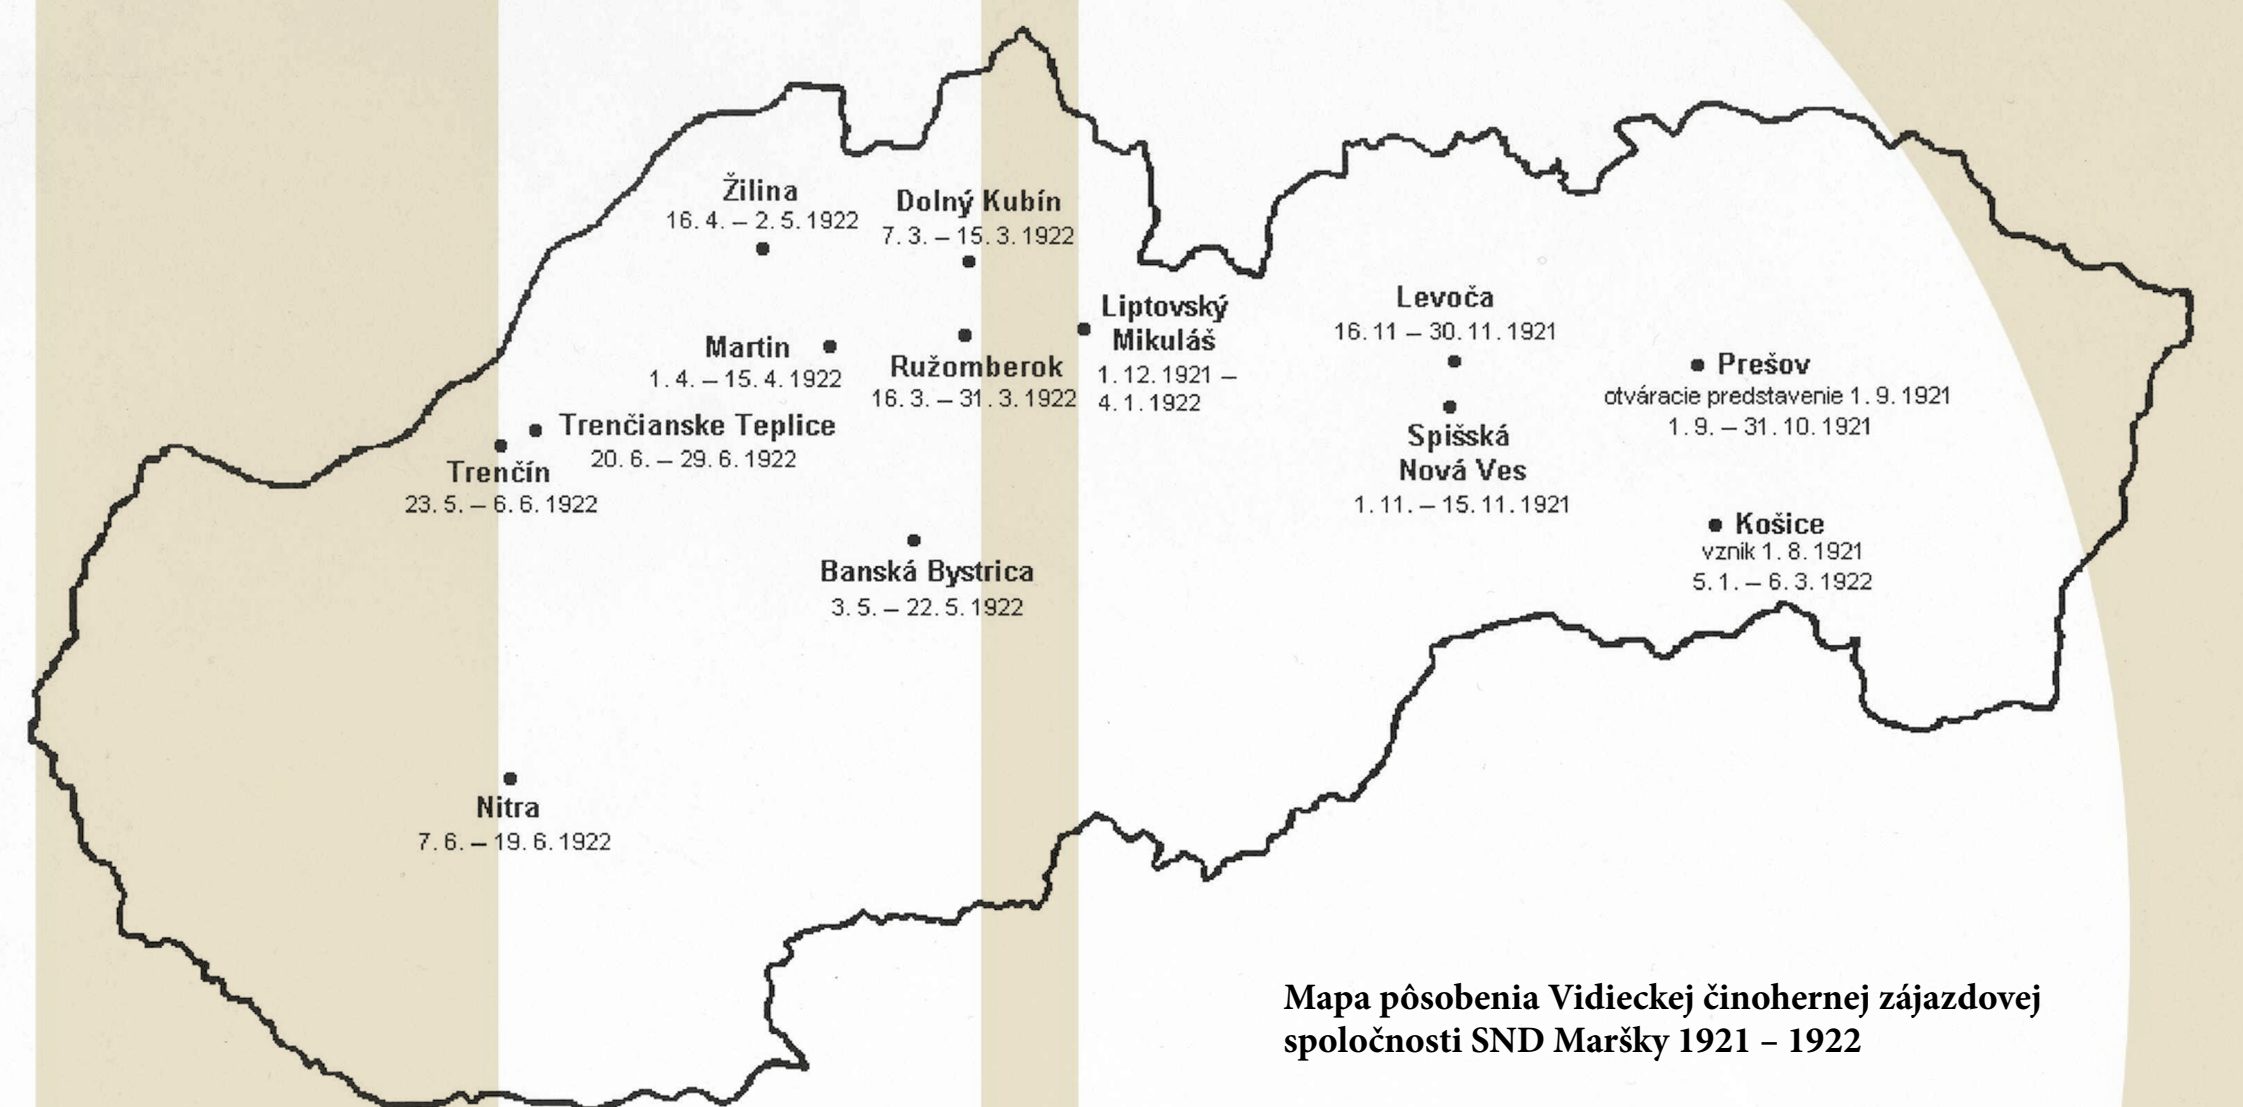 Žilina
16. 4. – 2. 5. 1922
Dolný Kubín
7. 3. – 15. 3. 1922
Liptovský
Mikuláš
1. 12. 1921 –
4. 1. 1922
Levoča
16. 11 – 30. 11. 1921
Martin
1. 4. – 15. 4. 1922
Ružomberok
16. 3. – 31. 3. 1922
Prešov
otváracie predstavenie 1. 9. 1921
1. 9. – 31. 10. 1921
Trenčianske Teplice
20. 6. – 29. 6. 1922
Trenčín
23. 5. – 6. 6. 1922
Spišská
Nová Ves
1. 11. – 15. 11. 1921
Košice
vznik 1. 8. 1921
5. 1. – 6. 3. 1922
Banská Bystrica
3. 5. – 22. 5. 1922
Nitra
7. 6. – 19. 6. 1922
Mapa pôsobenia Vidieckej činohernej zájazdovej
spoločnosti SND Maršky 1921 – 1922